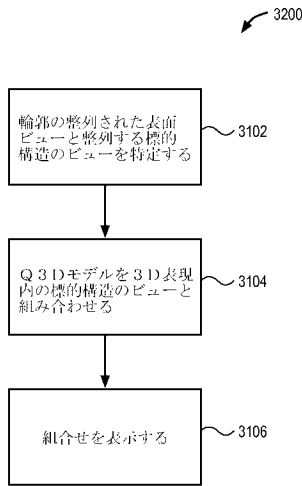 3200
輪郭の整列された表面
ビューと整列する標的
構造のビューを特定する
3102
Q3Dモデルを3D表現
内の標的構造のビューと
組み合わせる
3104
組合せを表示する
3106